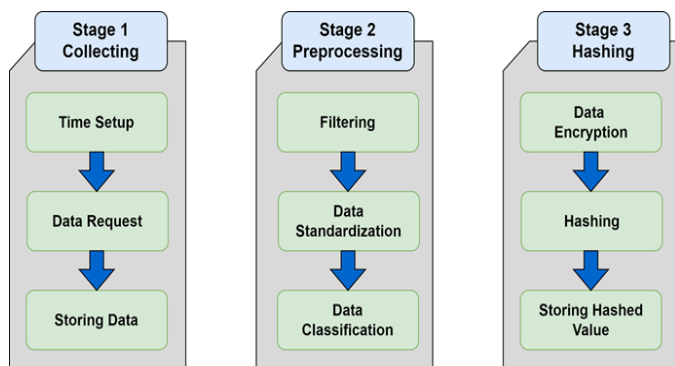 Stage 1
Collecting
Time Setup
Data Request
Storing Data
Stage 2
Preprocessing
Filtering
Data
Standardization
Data
Classification
Stage 3
Hashing
Data
Encryption
Hashing
Storing Hashed
Value